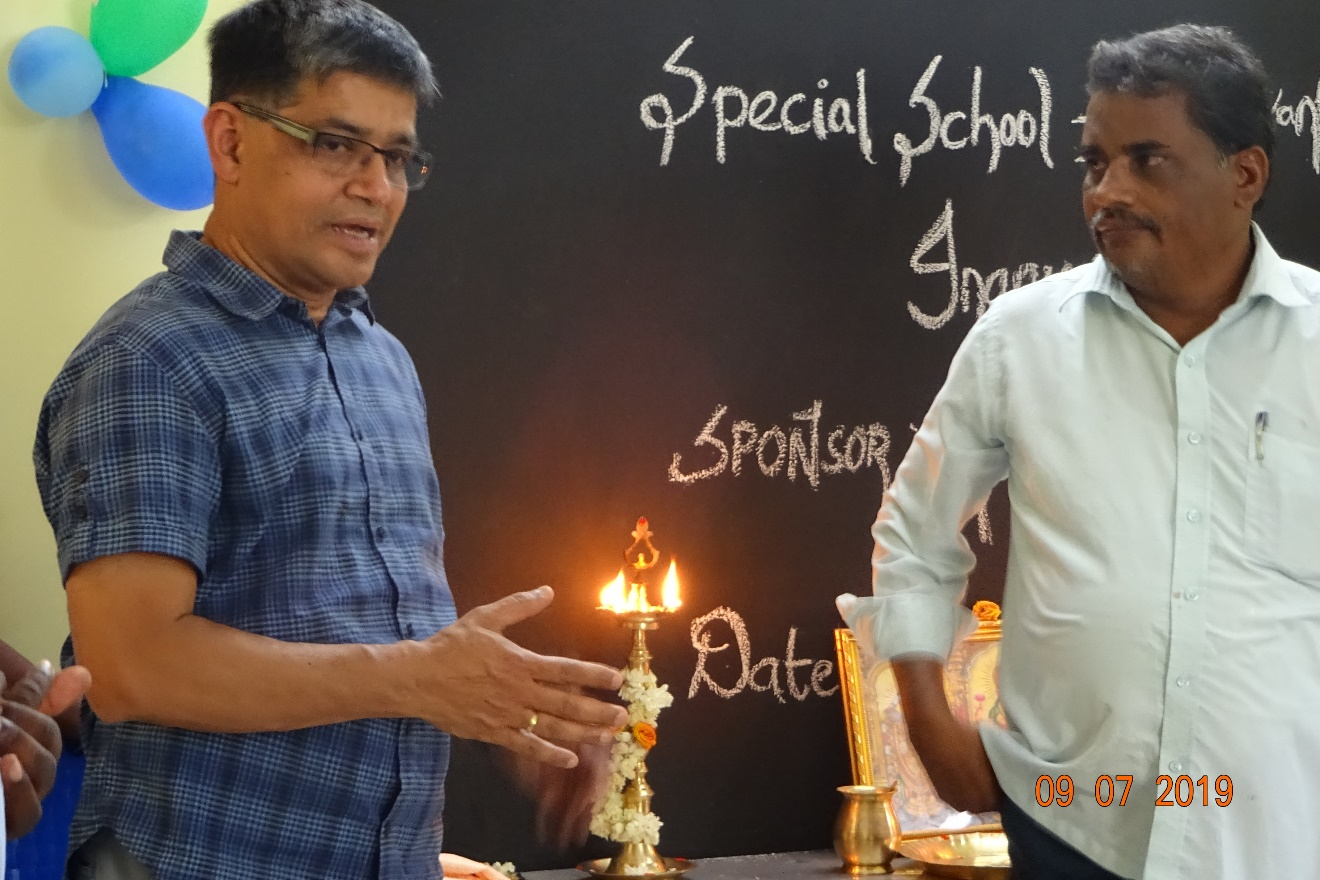 Special School -
SPONSOR
Date
09 07 2019